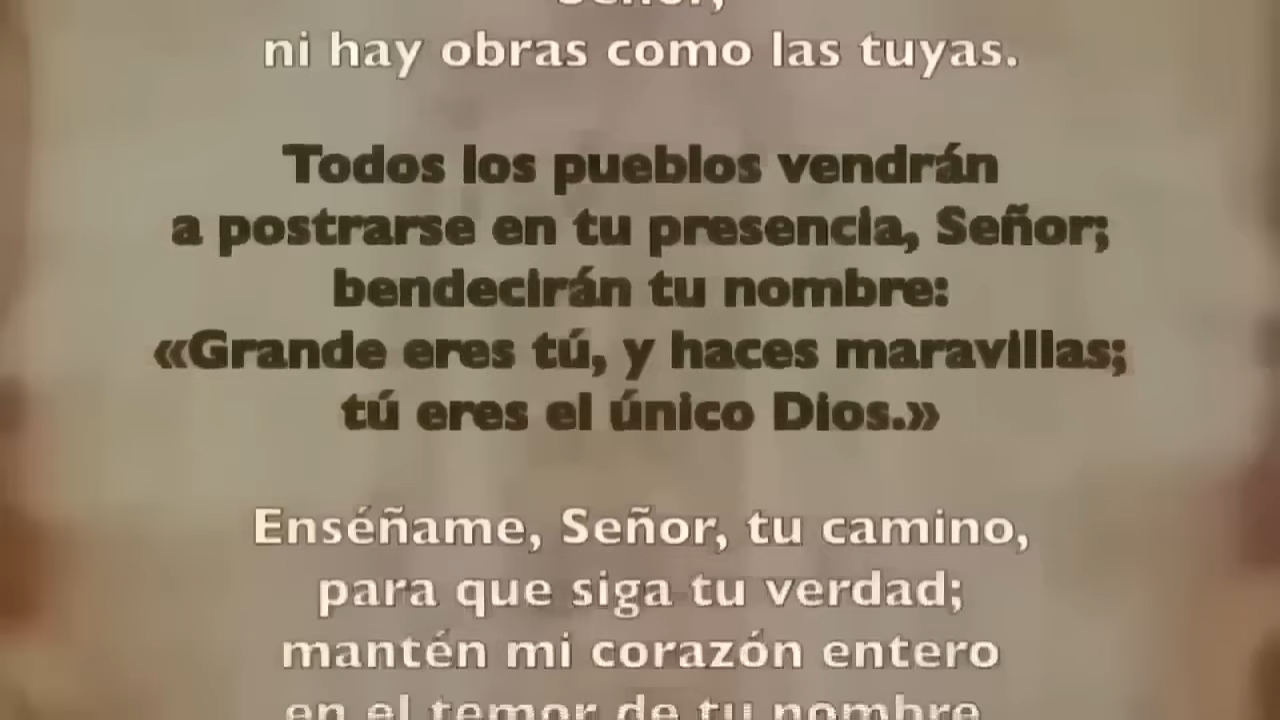 Señor,
ni hay obras como las tuyas.
Todos los pueblos vendrán
a postrarse en tu presencia, Señor;
bendecirán tu nombre:
«Grande eres tú, y haces maravillas;
tú eres el único Dios.»
Enséñame, Señor, tu camino,
para que siga tu verdad;
mantén mi corazón entero
en el temor de tu nombre